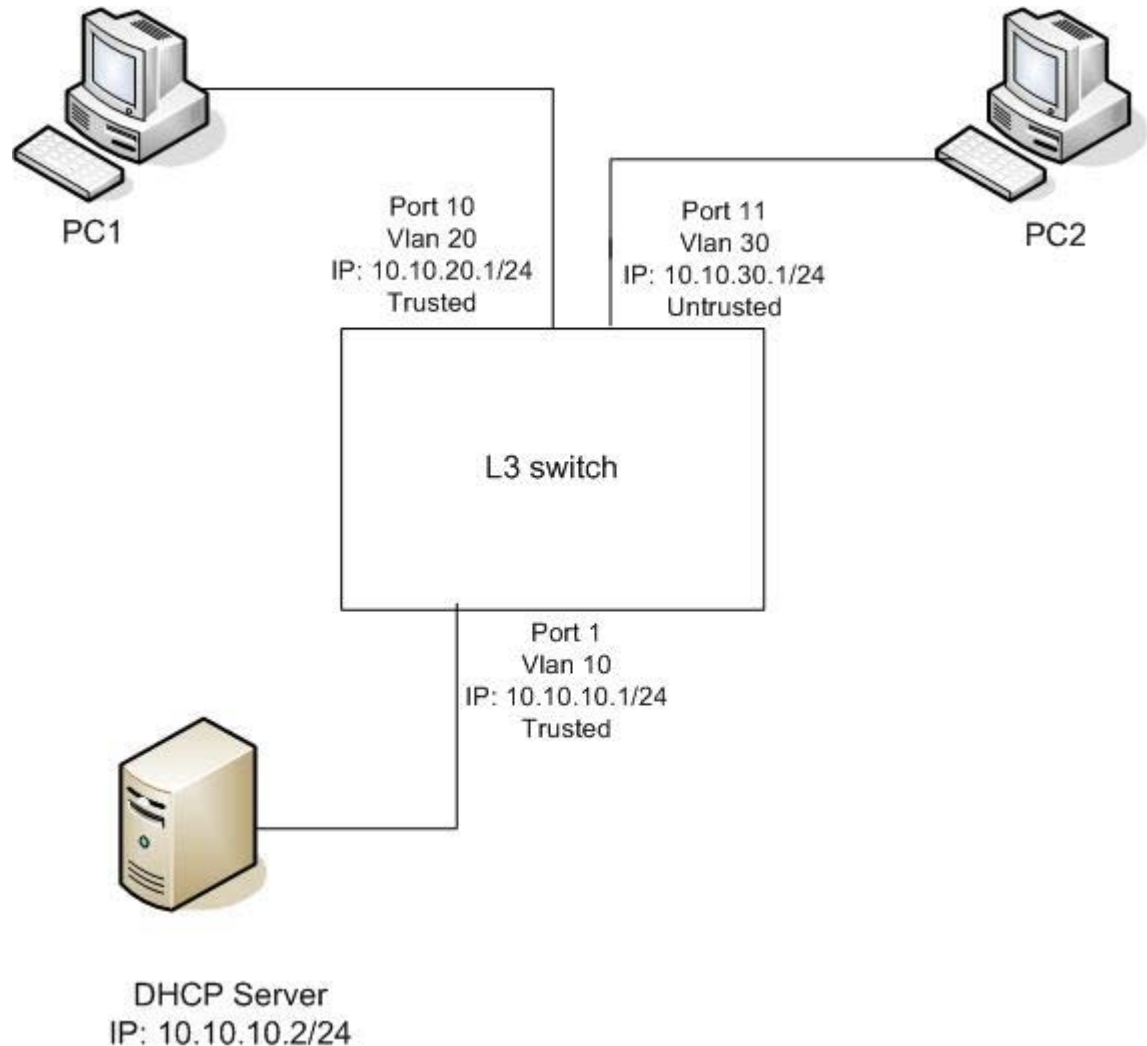 PC1
Port 10
Vlan 20
IP: 10.10.20.1/24
Trusted
Port 11
Vlan 30
IP: 10.10.30.1/24
Untrusted
PC2
L3 switch
Port 1
Vlan 10
IP: 10.10.10.1/24
Trusted
DHCP Server
IP: 10.10.10.2/24